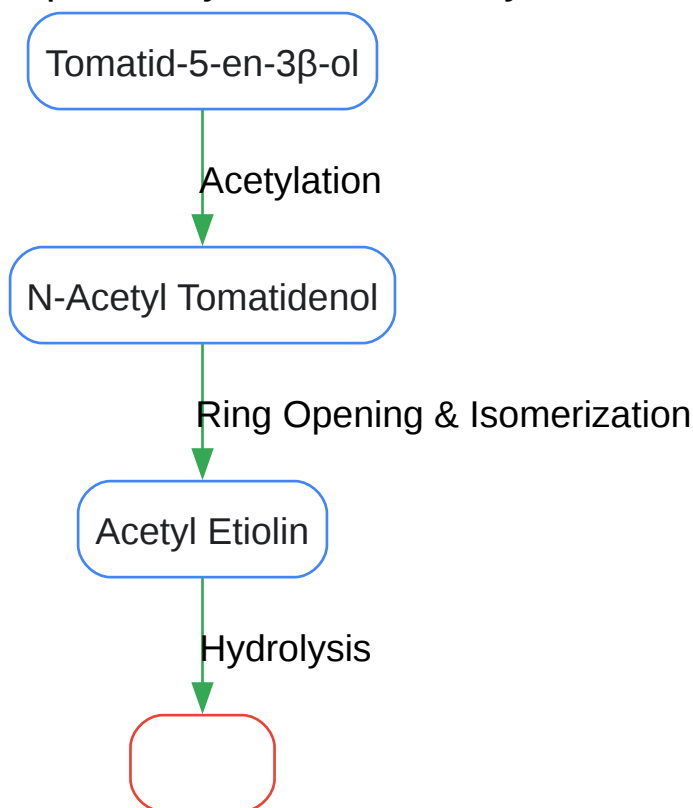 Tomatid-5-en-3β-ol
Acetylation
N-Acetyl Tomatidenol
Ring Opening & Isomerization
Acetyl Etiolin
Hydrolysis